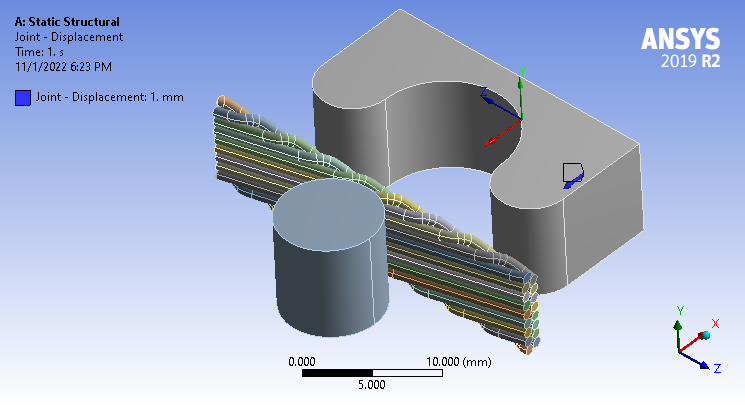 A: Static Structural
Joint - Displacement
Time: 1. s
11/1/2022 6:23 PM
Joint - Displacement: 1. mm
ANSYS
2019 R2
Y
Z
Y
X
Z
0.000
10.000 (mm)
5.000